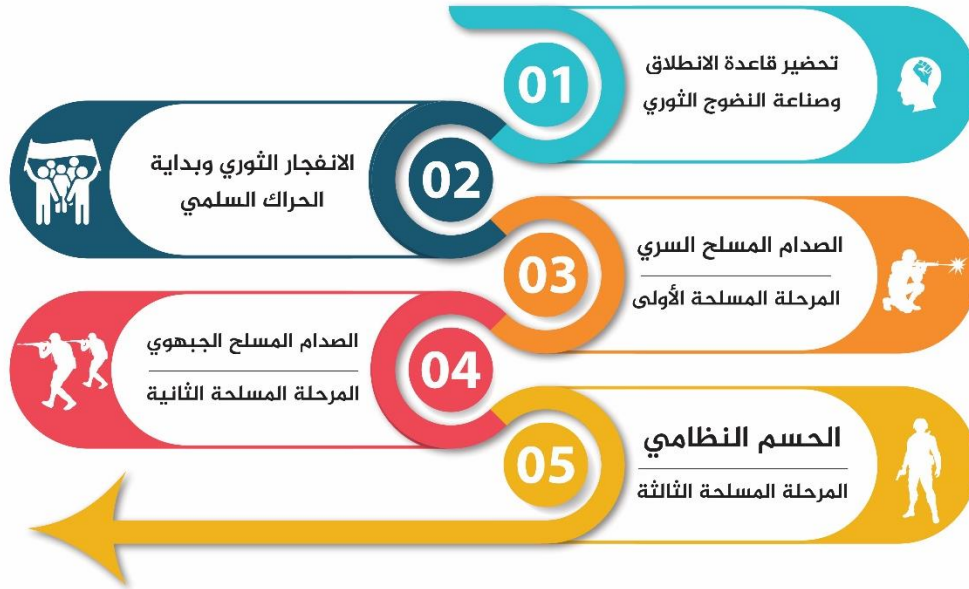 01
تحضير قاعدة الانطلاق
وصناعة النضوج الثوري
02
الانفجار الثوري وبداية
الحراك السلمي
03
الصدام المسلح السري
المرحلة المسلحة الأولى
04
الصدام المسلح الجبهوي
المرحلة المسلحة الثانية
05
الحسم النظامي
المرحلة المسلحة الثالثة